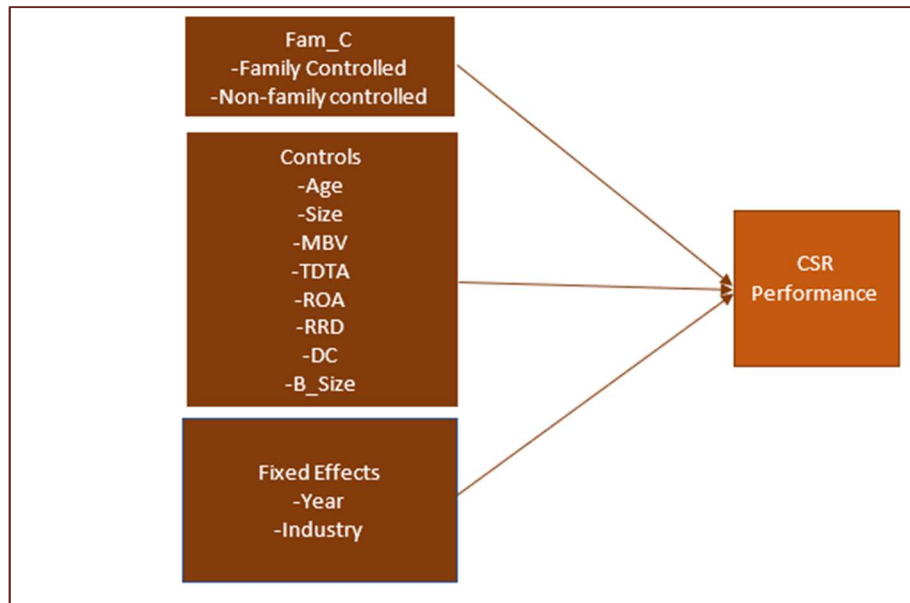 Fam_C
-Family Controlled
-Non-family controlled
Controls
-Age
-Size
-MBV
-TDTA
-ROA
-RRD
-DC
-B_Size
Fixed Effects
-Year
-Industry
CSR
Performance